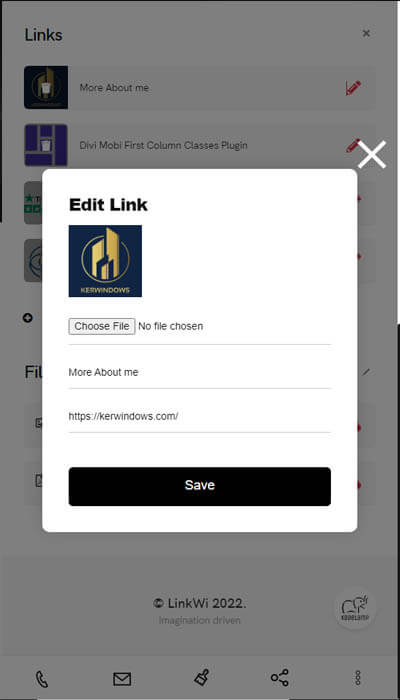 Links
×
KERWINDOWS
More About me
Divi Mobi First Column Classes Plugin
Edit Link
KERWINDOWS
Choose File No file chosen
More About me
https://kerwindows.com/
Save
Fil
© LinkWi 2022.
Imagination driven